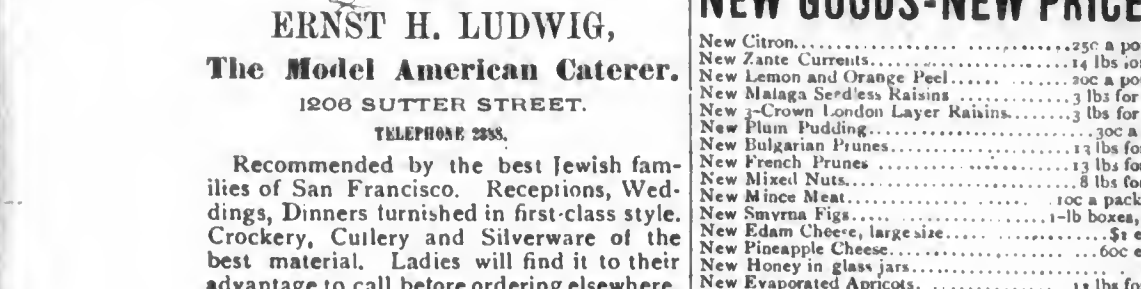 ERNST H. LUDWIG,
The Model American Caterer.
1206 SUTTER STREET.
TELEPHONE 2388.
Recommended by the best Jewish fam-
ilies of San Francisco. Receptions, Wed-
dings, Dinners furnished in first-class style.
Crockery, Cutlery and Silverware of the
best material. Ladies will find it to their
advantage to call before ordering elsewhere.
NEW GOODS-NEW PRICE
New Citron 25c a po
New Zante Currents 14 lbs
New Lemon and Orange Peel 20c a po
New Malaga Seedless Raisins 3 lbs for
New 3-Crown London Layer Raisins 3 lbs for
New Plum Pudding 30c a
New Bulgarian Prunes 13 lbs fo
New French Prunes 13 lbs fo
New Mixed Nuts 8 lbs fo
New Mince Meat 10c a pack
New Smyrna Figs 1-lb boxes,
New Edam Cheese, large size $1 e
New Pineapple Cheese 60c e
New Honey in glass jars
New Evaporated Apricots lbs fo